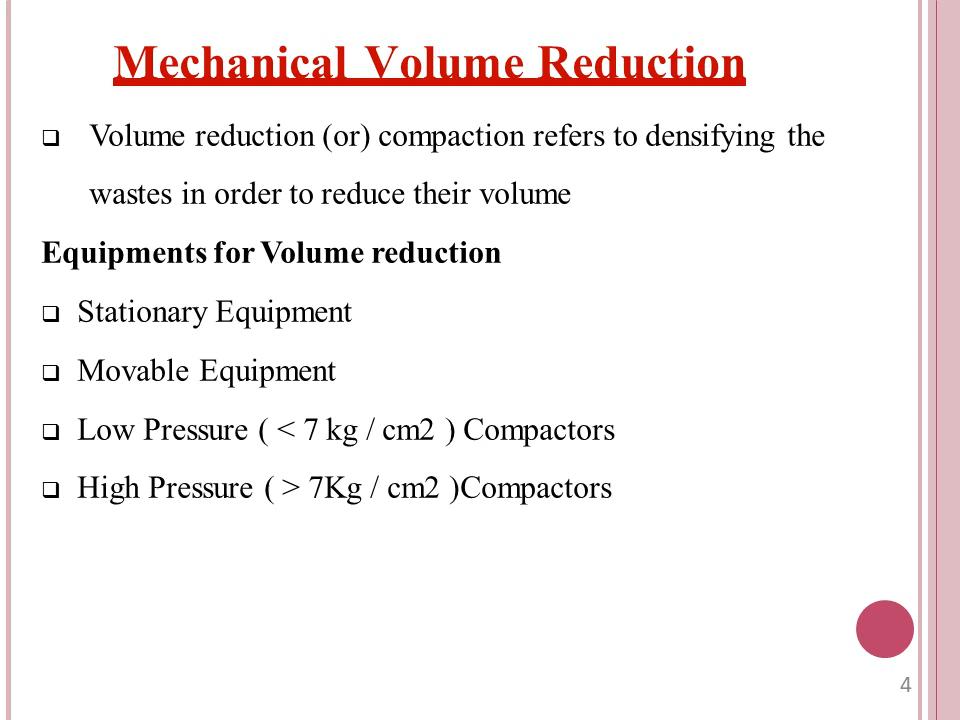 Mechanical Volume Reduction
❑ Volume reduction (or) compaction refers to densifying the
wastes in order to reduce their volume
Equipments for Volume reduction
❑ Stationary Equipment
❑ Movable Equipment
❑ Low Pressure ( < 7 kg / cm2 ) Compactors
❑ High Pressure ( > 7Kg / cm2 )Compactors
4